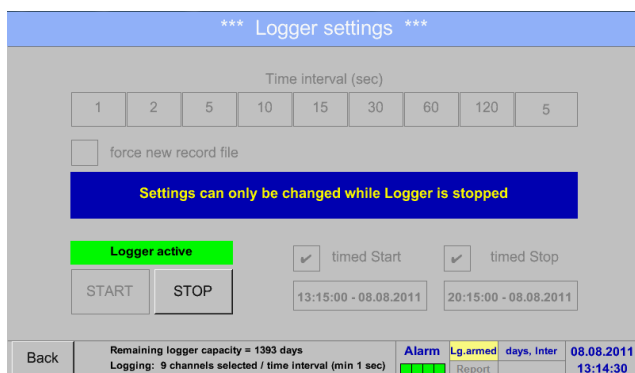 *** Logger settings ***
Time interval (sec)
1 2 5 10 15 30 60 120 5
force new record file
Settings can only be changed while Logger is stopped
Logger active
✔ timed Start ✔ timed Stop
START STOP 13:15:00 - 08.08.2011 20:15:00 - 08.08.2011
Back
Remaining logger capacity = 1393 days
Logging: 9 channels selected / time interval (min 1 sec)
Alarm
Lg.armed
Report
days, Inter
08.08.2011
13:14:30